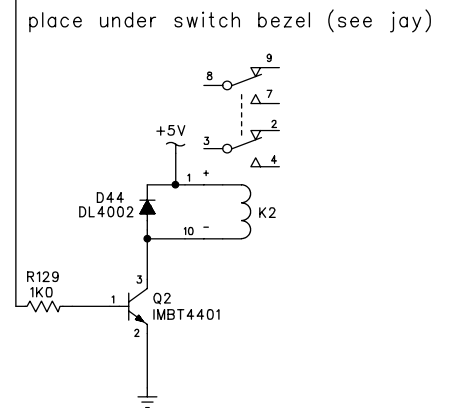 place under switch bezel (see jay)
9
8
7
2
3
4
+5V
1 +
D44
DL4002
K2
10 -
R129
1K0
3
1
Q2
IMBT4401
2